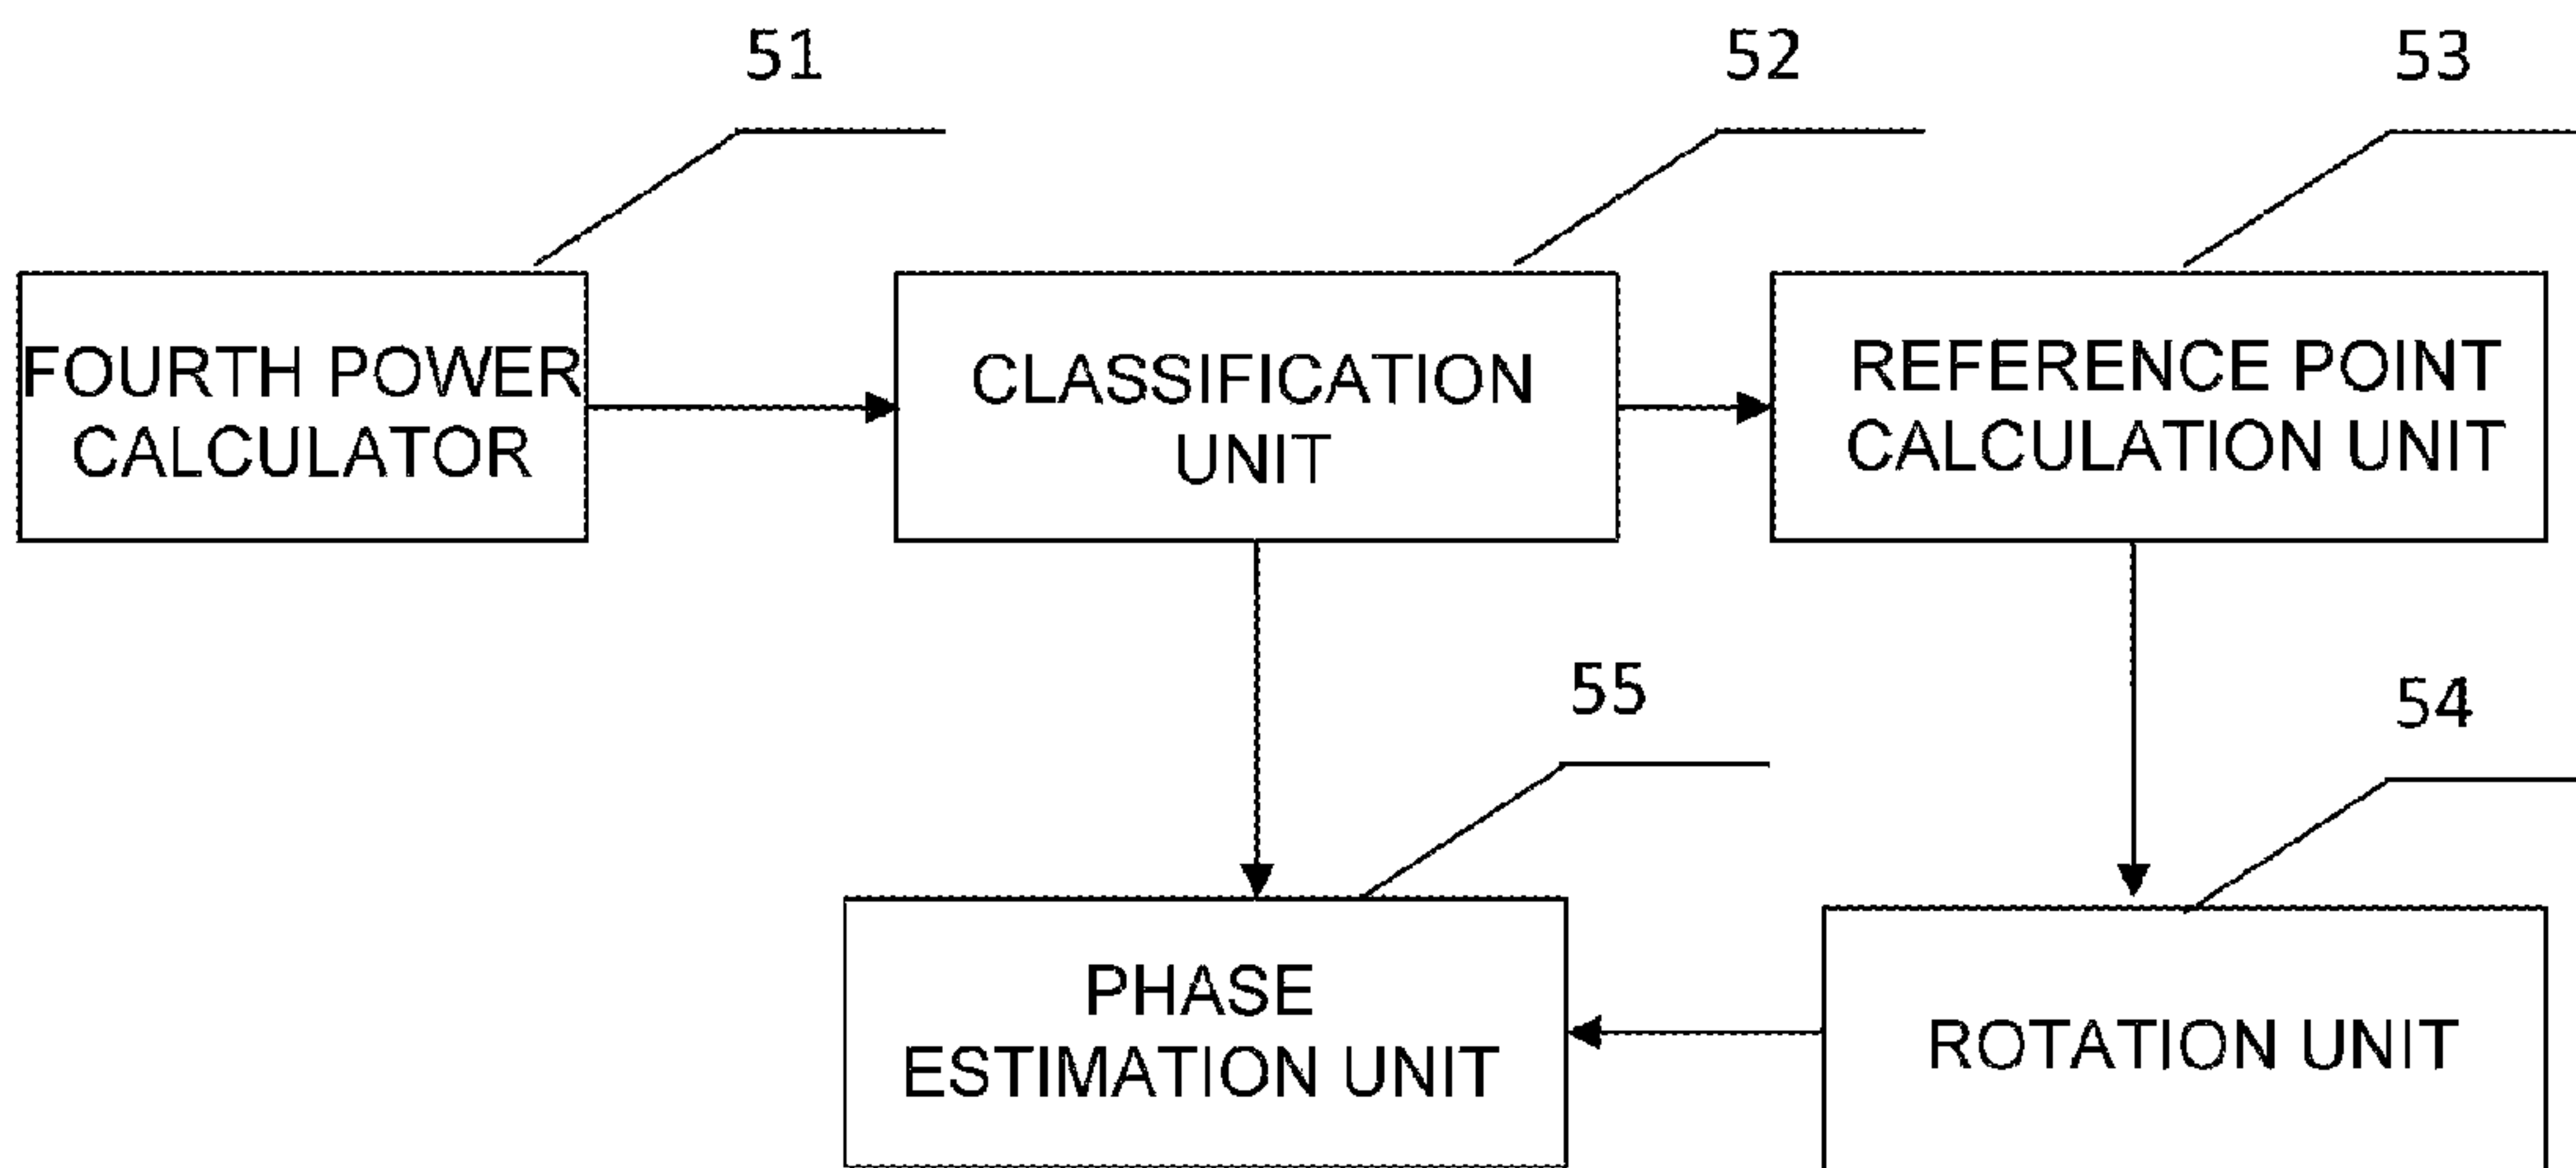 51
52
53
FOURTH POWER
CALCULATOR
CLASSIFICATION
UNIT
REFERENCE POINT
CALCULATION UNIT
55
54
PHASE
ESTIMATION UNIT
ROTATION UNIT